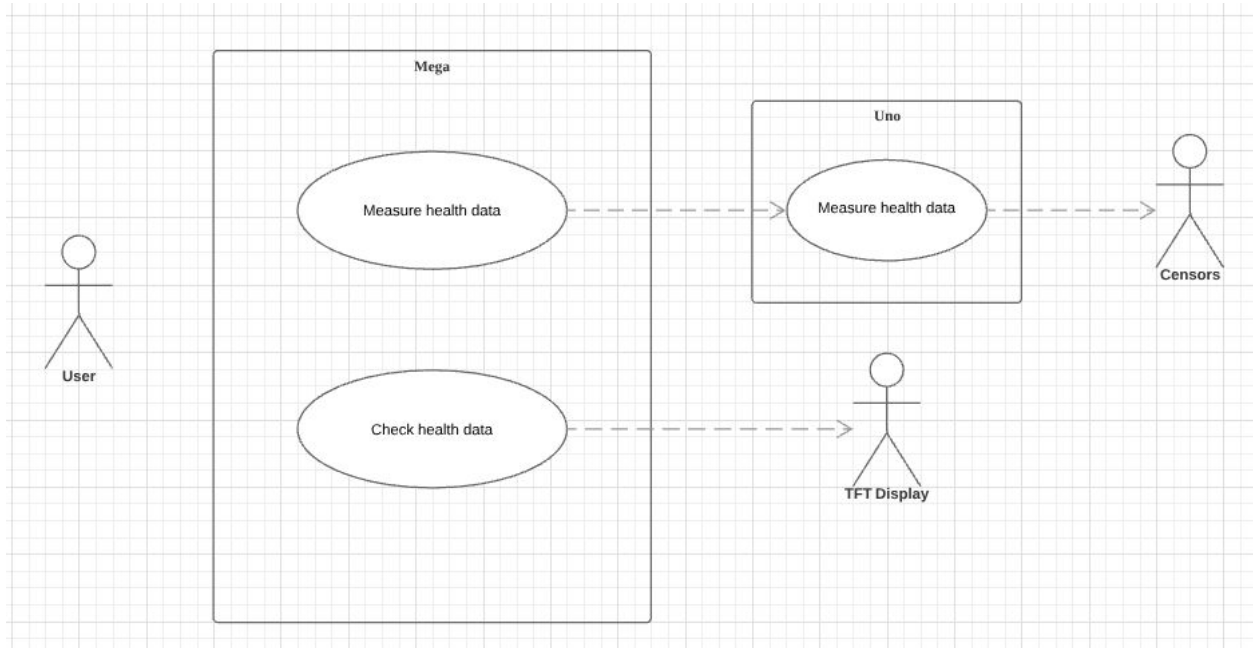 Mega
Uno
Measure health data
Measure health data
Censors
User
Check health data
TFT Display